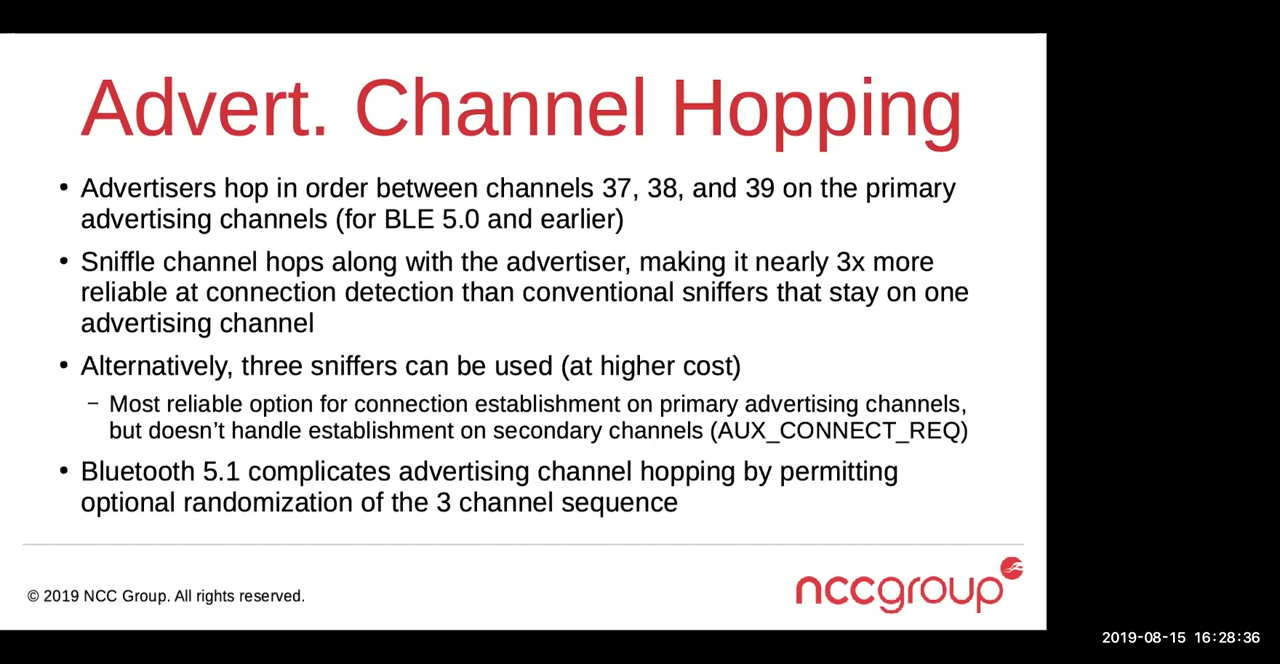 Advert. Channel Hopping
• Advertisers hop in order between channels 37, 38, and 39 on the primary
advertising channels (for BLE 5.0 and earlier)
• Sniffle channel hops along with the advertiser, making it nearly 3x more
reliable at connection detection than conventional sniffers that stay on one
advertising channel
• Alternatively, three sniffers can be used (at higher cost)
– Most reliable option for connection establishment on primary advertising channels,
but doesn’t handle establishment on secondary channels (AUX_CONNECT_REQ)
• Bluetooth 5.1 complicates advertising channel hopping by permitting
optional randomization of the 3 channel sequence
© 2019 NCC Group. All rights reserved.
nccgroup
2019-08-15 16:28:36